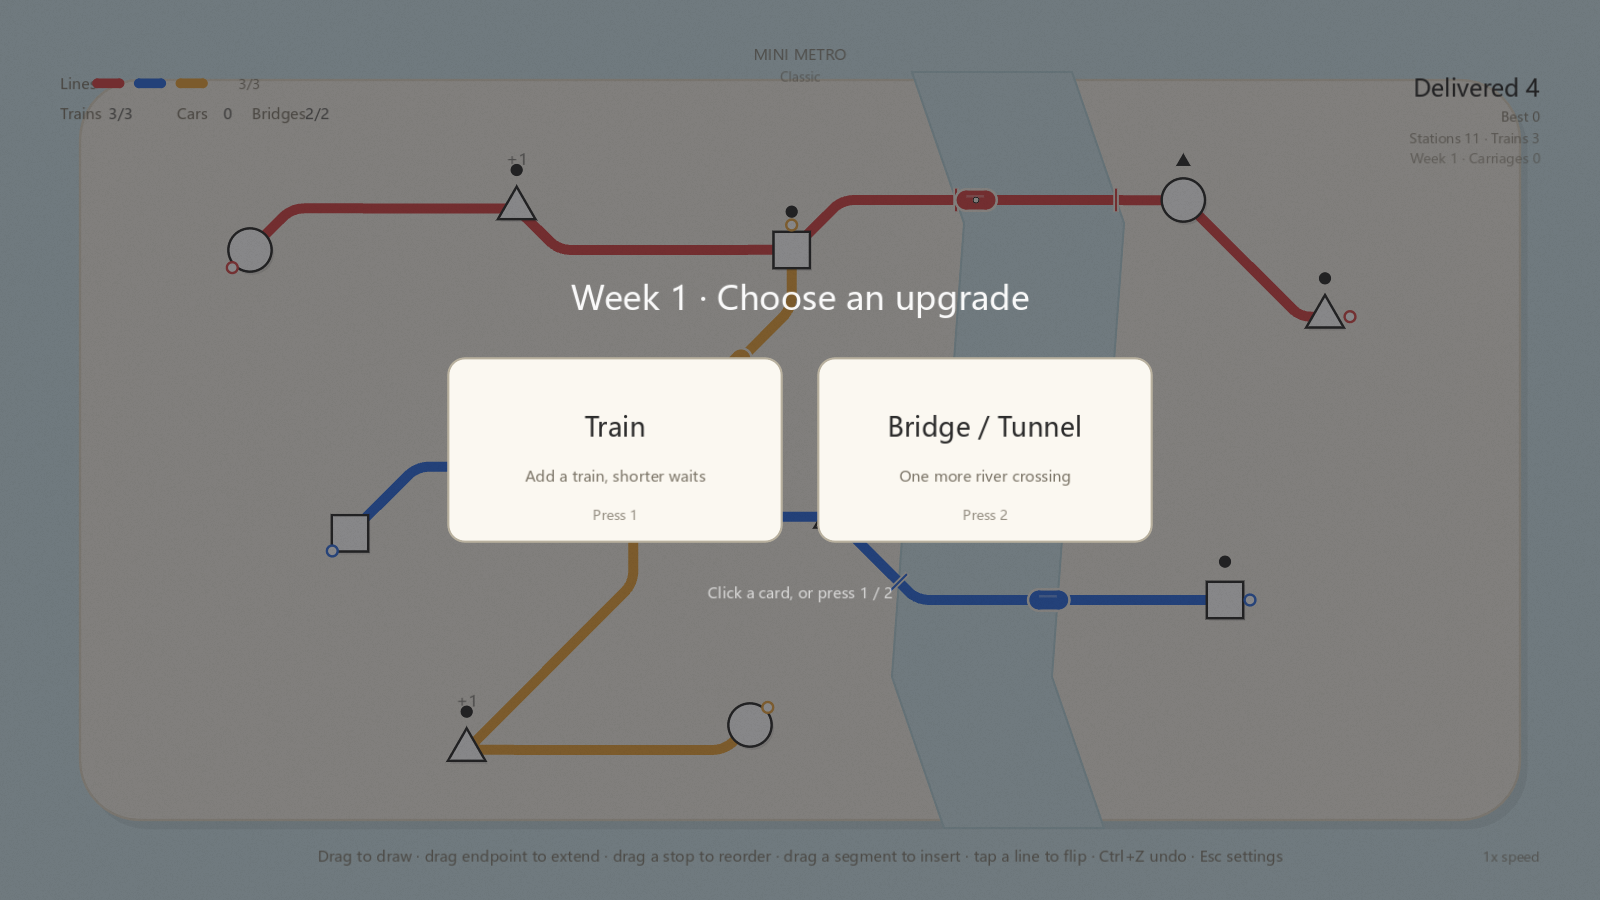 MINI METRO
Classic
Lines 3/3
Trains 3/3 Cars 0 Bridges2/2
Delivered 4
Best 0
Stations 11 · Trains 3
Week 1 · Carriages 0
+1
Week 1 · Choose an upgrade
Train
Add a train, shorter waits
Press 1
Bridge / Tunnel
One more river crossing
Press 2
Click a card, or press 1 / 2
+1
Drag to draw · drag endpoint to extend · drag a stop to reorder · drag a segment to insert · tap a line to flip · Ctrl+Z undo · Esc settings
1x speed